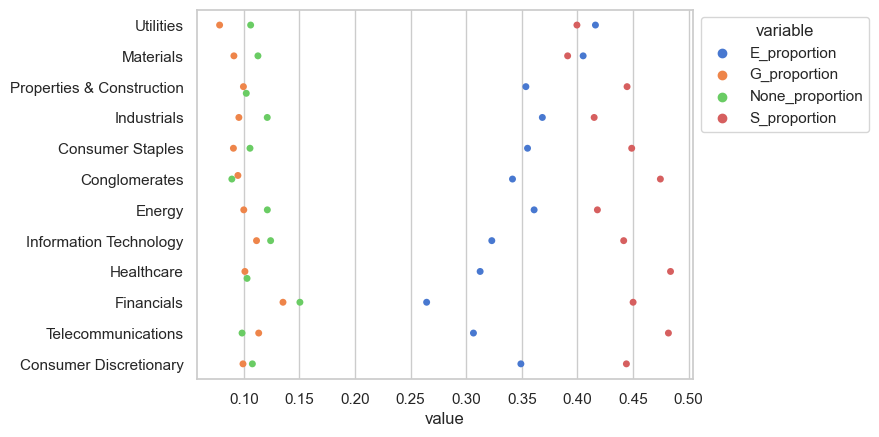 Utilities
Materials
Properties & Construction
Industrials
Consumer Staples
Conglomerates
Energy
Information Technology
Healthcare
Financials
Telecommunications
Consumer Discretionary
0.10 0.15 0.20 0.25 0.30 0.35 0.40 0.45 0.50
value
variable
E_proportion
G_proportion
None_proportion
S_proportion